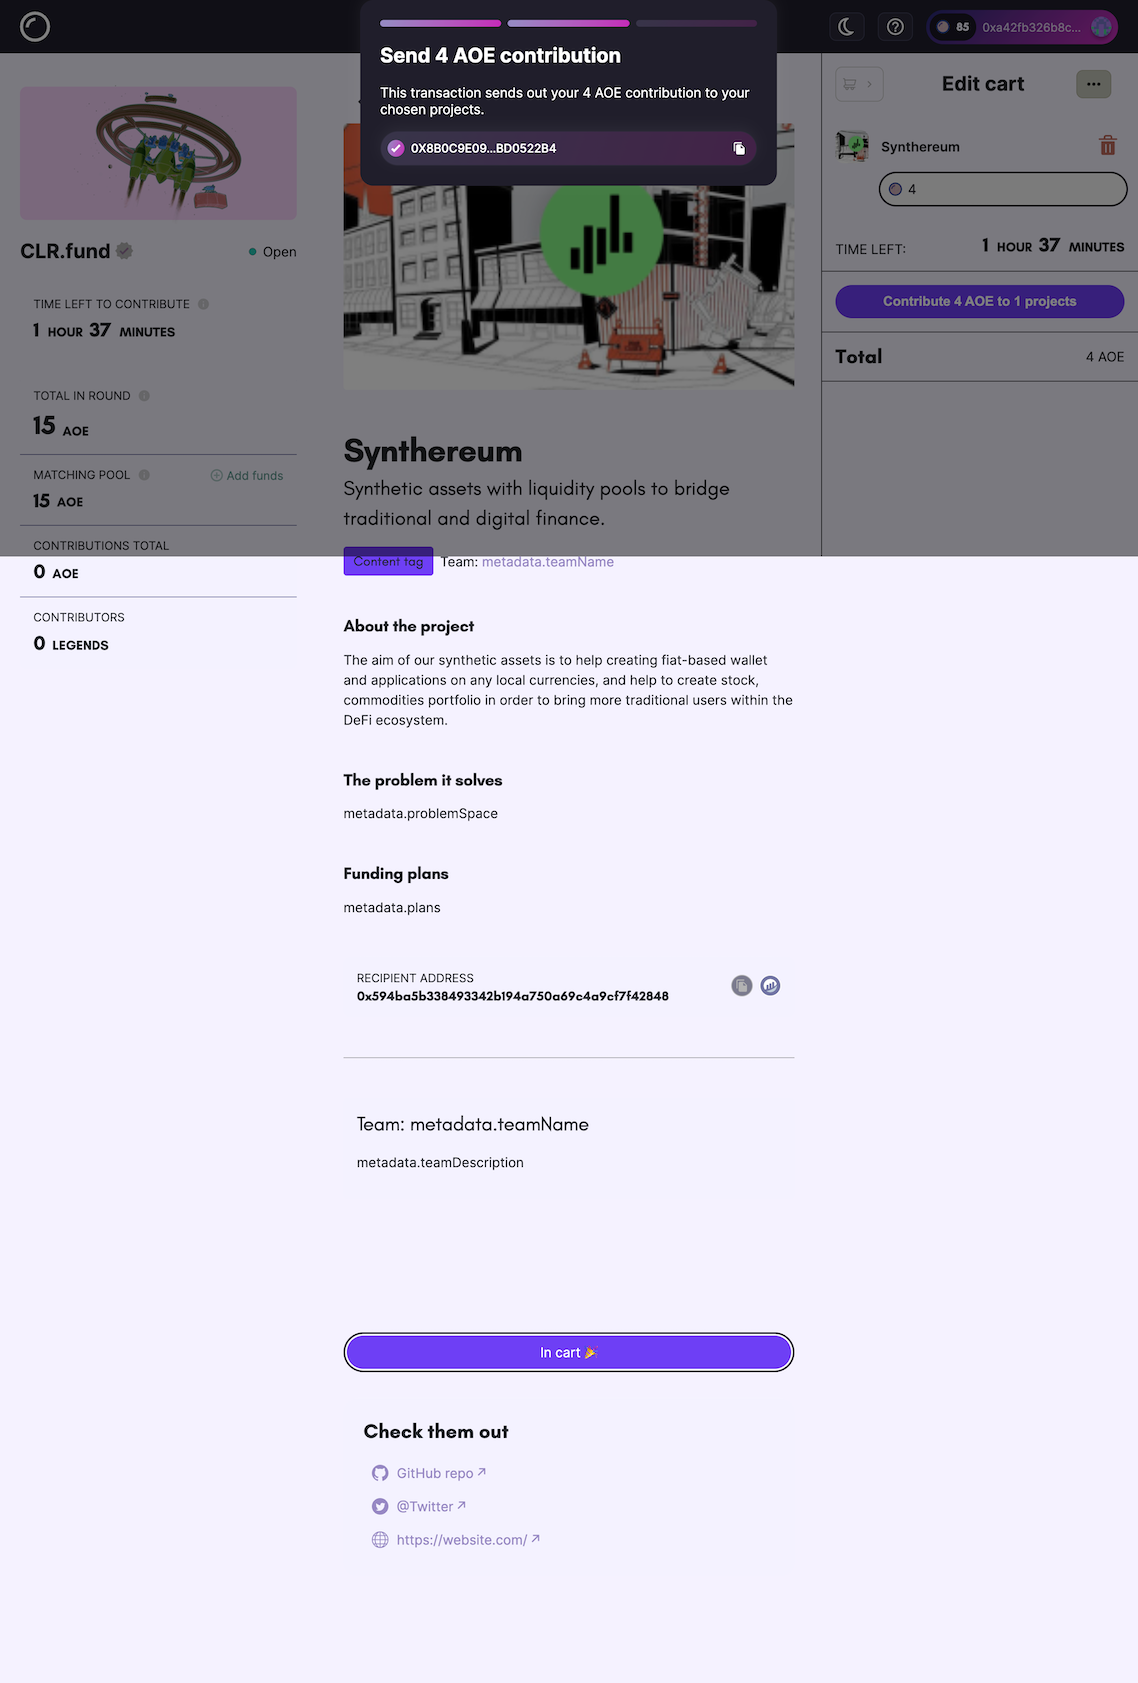 85 0xa42fb326b8c...
Send 4 AOE contribution
This transaction sends out your 4 AOE contribution to your
chosen projects.
0X8B0C9E09...BD0522B4
CLR.fund
Open
TIME LEFT TO CONTRIBUTE
1 HOUR 37 MINUTES
TOTAL IN ROUND
15 AOE
MATCHING POOL
Add funds
15 AOE
CONTRIBUTIONS TOTAL
0 AOE
CONTRIBUTORS
0 LEGENDS
Synthereum
Synthetic assets with liquidity pools to bridge
traditional and digital finance.
Content tag
Team: metadata.teamName
About the project
The aim of our synthetic assets is to help creating fiat-based wallet
and applications on any local currencies, and help to create stock,
commodities portfolio in order to bring more traditional users within the
DeFi ecosystem.
The problem it solves
metadata.problemSpace
Funding plans
metadata.plans
RECIPIENT ADDRESS
0x594ba5b338493342b194a750a69c4a9cf7f42848
Team: metadata.teamName
metadata.teamDescription
In cart 🎉
Check them out
GitHub repo ↗
@Twitter ↗
https://website.com/ ↗
Edit cart
Synthereum
4
TIME LEFT:
1 HOUR 37 MINUTES
Contribute 4 AOE to 1 projects
Total
4 AOE